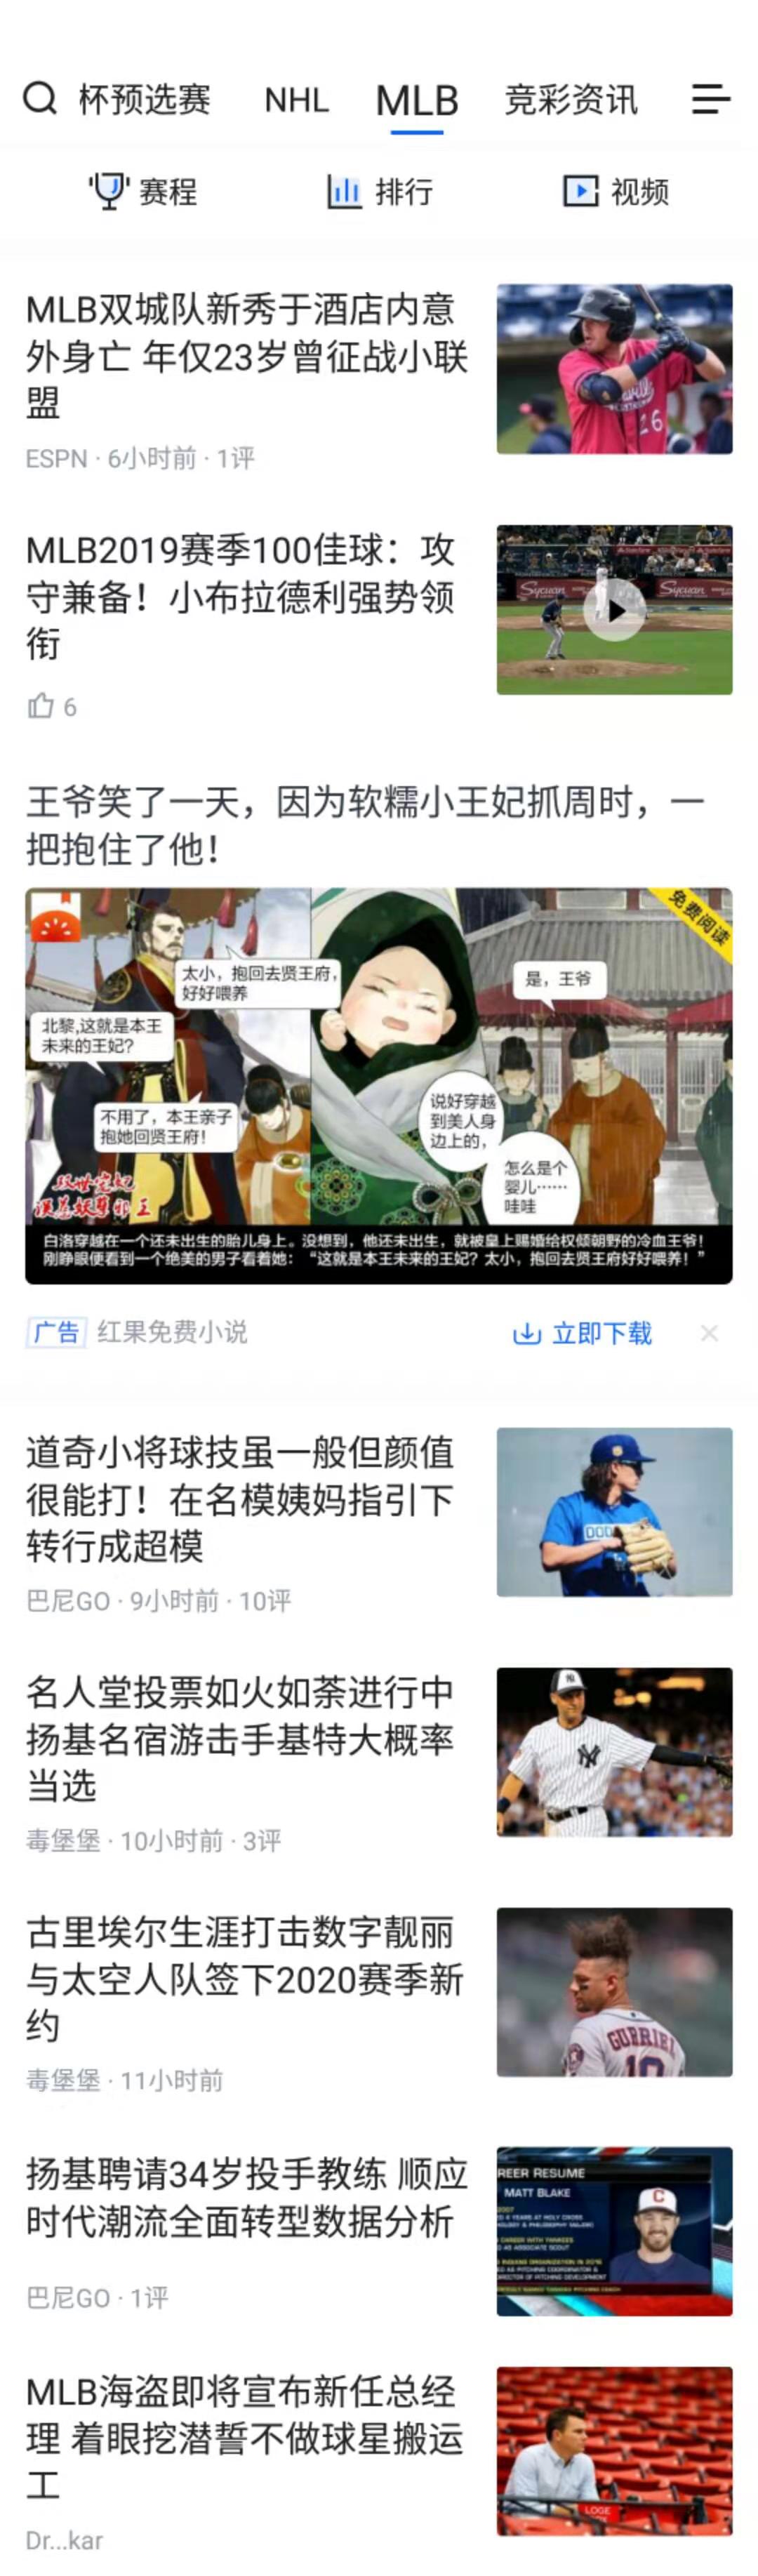 杯预选赛 NHL MLB 竞彩资讯
赛程 排行 视频
MLB双城队新秀于酒店内意
外身亡 年仅23岁曾征战小联
盟
ESPN · 6小时前 · 1评
26
MLB2019赛季100佳球：攻
守兼备！小布拉德利强势领
衔
Sycuan Sycuan
6
王爷笑了一天，因为软糯小王妃抓周时，一
把抱住了他！
免费阅读
太小，抱回去贤王府，
好好喂养
是，王爷
北黎,这就是本王
未来的王妃？
不用了，本王亲子
抱她回贤王府！
说好穿越
到美人身
边上的，
怎么是个
婴儿……
哇哇
白洛穿越在一个还未出生的胎儿身上。没想到，他还未出生，就被皇上赐婚给权倾朝野的冷血王爷！
刚睁眼便看到一个绝美的男子看着她：“这就是本王未来的王妃？太小，抱回去贤王府好好喂养！”
广告 红果免费小说 立即下载
道奇小将球技虽一般但颜值
很能打！在名模姨妈指引下
转行成超模
DOD
巴尼GO · 9小时前 · 10评
名人堂投票如火如荼进行中
扬基名宿游击手基特大概率
当选
毒堡堡 · 10小时前 · 3评
古里埃尔生涯打击数字靓丽
与太空人队签下2020赛季新
约
GURRIEL
10
毒堡堡 · 11小时前
扬基聘请34岁投手教练 顺应
时代潮流全面转型数据分析
REER RESUME
MATT BLAKE
C
巴尼GO · 1评
MLB海盗即将宣布新任总经
理 着眼挖潜誓不做球星搬运
工
LOGE
Dr...kar